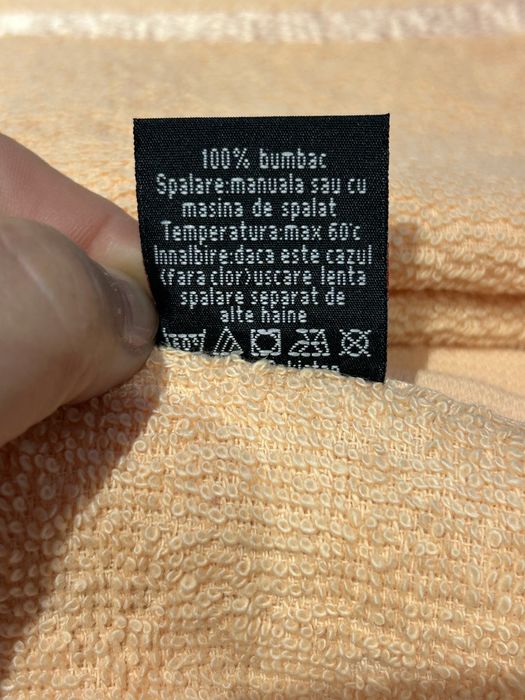 100% bumbac
Spalare:manuala sau cu
masina de spalat
Temperatura:max 60°c
Innalbire:daca este cazul
(fara clor)uscare lenta
spalare separat de
alte haine